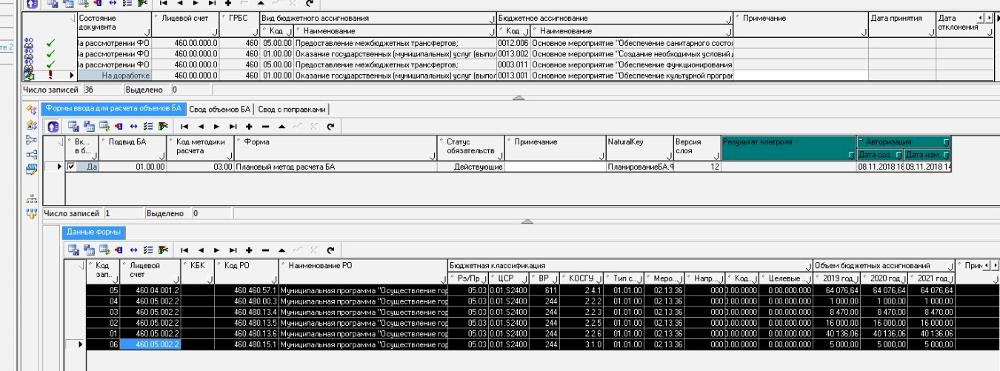 те 2
Состояние документа Лицевой счет ГРБС Вид бюджетного ассигнования Бюджетное ассигнование Примечание Дата принятия Дата отклонения
Код Наименование Код Наименование
а рассмотрении ФО 460.00.000.0 460 05.00.00 Предоставление межбюджетных трансфертов; 0012.006 Основное мероприятие "Обеспечение санитарного состо
а рассмотрении ФО 460.00.000.0 460 01.00.00 Оказание государственных (муниципальных) услуг (выпол 0013.002 Основное мероприятие "Создание необходимых условий д
а рассмотрении ФО 460.00.000.0 460 05.00.00 Предоставление межбюджетных трансфертов; 0003.011 Основное мероприятие "Обеспечение функционирования
На доработке 460.00.000.0 460 01.00.00 Оказание государственных (муниципальных) услуг (выпол 0013.001 Основное мероприятие "Обеспечение культурной програм
Число записей 36 Выделено 0
Формы ввода для расчета объемов БА Свод объемов БА Свод с поправками
Вк... в б... Подвид БА Код методики расчета Форма Статус обязательств Примечание NaturalKey Версия слоя Результат контроля Авторизация
Дата соз. Дата изм.
Да 01.00.00 03.00 Плановый метод расчета БА Действующие ПланированиеБА.Ф 12 08.11.2018 16 09.11.2018 14
Число записей 1 Выделено 0
Данные формы
Код зап.. Лицевой счет КБК Код РО Наименование РО Бюджетная классификация Объем бюджетных ассигнований Прим
Рз/Пр ЦСР ВР КОСГУ Тип с... Меро... Напр... Код... Целевые ... 2019 год 2020 год 2021 год
05 460.04.001.2 460.460.57.1 Муниципальная программа "Осуществление гор 05.03 0.01.S2400 611 2.4.1 01.01.00 02.13.36 000 0.00.0000 0.00.000.000 64 076,64 64 076,64 64 076,64
04 460.05.002.2 460.480.00.3 Муниципальная программа "Осуществление гор 05.03 0.01.S2400 244 2.2.2 01.01.00 02.13.36 000 0.00.0000 0.00.000.000 1 000,00 1 000,00 1 000,00
03 460.05.002.2 460.480.13.4 Муниципальная программа "Осуществление гор 05.03 0.01.S2400 244 2.2.3 01.01.00 02.13.36 000 0.00.0000 0.00.000.000 8 470,00 8 470,00 8 470,00
02 460.05.002.2 460.480.13.5 Муниципальная программа "Осуществление гор 05.03 0.01.S2400 244 2.2.5 01.01.00 02.13.36 000 0.00.0000 0.00.000.000 16 000,00 16 000,00 16 000,00
01 460.05.002.2 460.480.13.6 Муниципальная программа "Осуществление гор 05.03 0.01.S2400 244 2.2.6 01.01.00 02.13.36 000 0.00.0000 0.00.000.000 40 136,06 40 136,06 40 136,06
06 460.05.002.2 460.480.15.1 Муниципальная программа "Осуществление гор 05.03 0.01.S2400 244 3.1.0 01.01.00 02.13.36 000 0.00.0000 0.00.000.000 5 000,00 5 000,00 5 000,00